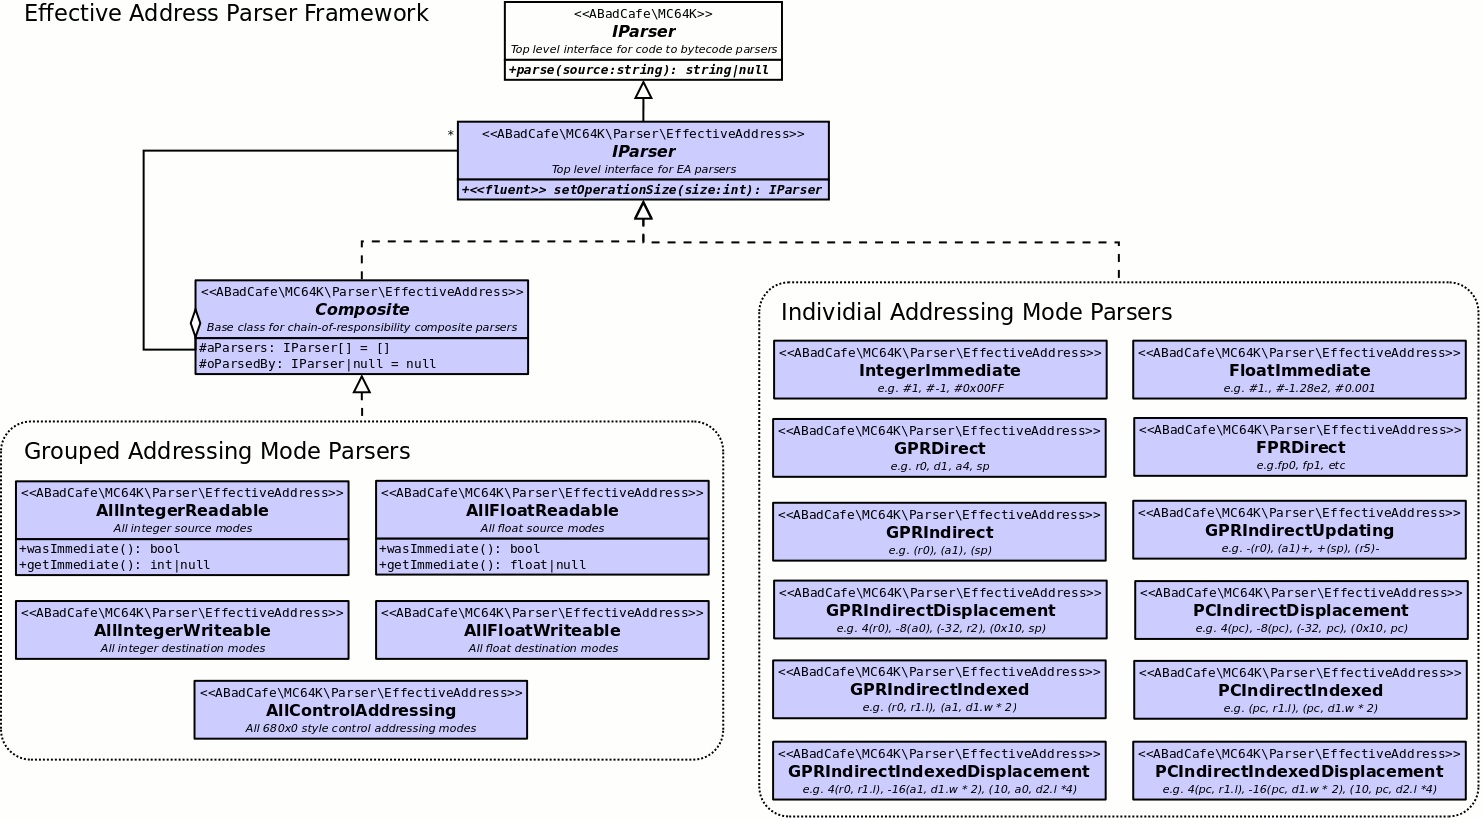 Effective Address Parser Framework
<<ABadCafe\MC64K>>
IParser
Top level interface for code to bytecode parsers
+parse(source:string): string|null
*
<<ABadCafe\MC64K\Parser\EffectiveAddress>>
IParser
Top level interface for EA parsers
+<<fluent>> setOperationSize(size:int): IParser
<<ABadCafe\MC64K\Parser\EffectiveAddress>>
Composite
Base class for chain-of-responsibility composite parsers
#aParsers: IParser[] = []
#oParsedBy: IParser|null = null
Grouped Addressing Mode Parsers
<<ABadCafe\MC64K\Parser\EffectiveAddress>>
AllIntegerReadable
All integer source modes
+wasImmediate(): bool
+getImmediate(): int|null
<<ABadCafe\MC64K\Parser\EffectiveAddress>>
AllFloatReadable
All float source modes
+wasImmediate(): bool
+getImmediate(): float|null
<<ABadCafe\MC64K\Parser\EffectiveAddress>>
AllIntegerWriteable
All integer destination modes
<<ABadCafe\MC64K\Parser\EffectiveAddress>>
AllFloatWriteable
All float destination modes
<<ABadCafe\MC64K\Parser\EffectiveAddress>>
AllControlAddressing
All 680x0 style control addressing modes
Individial Addressing Mode Parsers
<<ABadCafe\MC64K\Parser\EffectiveAddress>>
IntegerImmediate
e.g. #1, #-1, #0x00FF
<<ABadCafe\MC64K\Parser\EffectiveAddress>>
FloatImmediate
e.g. #1., #-1.28e2, #0.001
<<ABadCafe\MC64K\Parser\EffectiveAddress>>
GPRDirect
e.g. r0, d1, a4, sp
<<ABadCafe\MC64K\Parser\EffectiveAddress>>
FPRDirect
e.g.fp0, fp1, etc
<<ABadCafe\MC64K\Parser\EffectiveAddress>>
GPRIndirect
e.g. (r0), (a1), (sp)
<<ABadCafe\MC64K\Parser\EffectiveAddress>>
GPRIndirectUpdating
e.g. -(r0), (a1)+, +(sp), (r5)-
<<ABadCafe\MC64K\Parser\EffectiveAddress>>
GPRIndirectDisplacement
e.g. 4(r0), -8(a0), (-32, r2), (0x10, sp)
<<ABadCafe\MC64K\Parser\EffectiveAddress>>
PCIndirectDisplacement
e.g. 4(pc), -8(pc), (-32, pc), (0x10, pc)
<<ABadCafe\MC64K\Parser\EffectiveAddress>>
GPRIndirectIndexed
e.g. (r0, r1.l), (a1, d1.w * 2)
<<ABadCafe\MC64K\Parser\EffectiveAddress>>
PCIndirectIndexed
e.g. (pc, r1.l), (pc, d1.w * 2)
<<ABadCafe\MC64K\Parser\EffectiveAddress>>
GPRIndirectIndexedDisplacement
e.g. 4(r0, r1.l), -16(a1, d1.w * 2), (10, a0, d2.l *4)
<<ABadCafe\MC64K\Parser\EffectiveAddress>>
PCIndirectIndexedDisplacement
e.g. 4(pc, r1.l), -16(pc, d1.w * 2), (10, pc, d2.l *4)